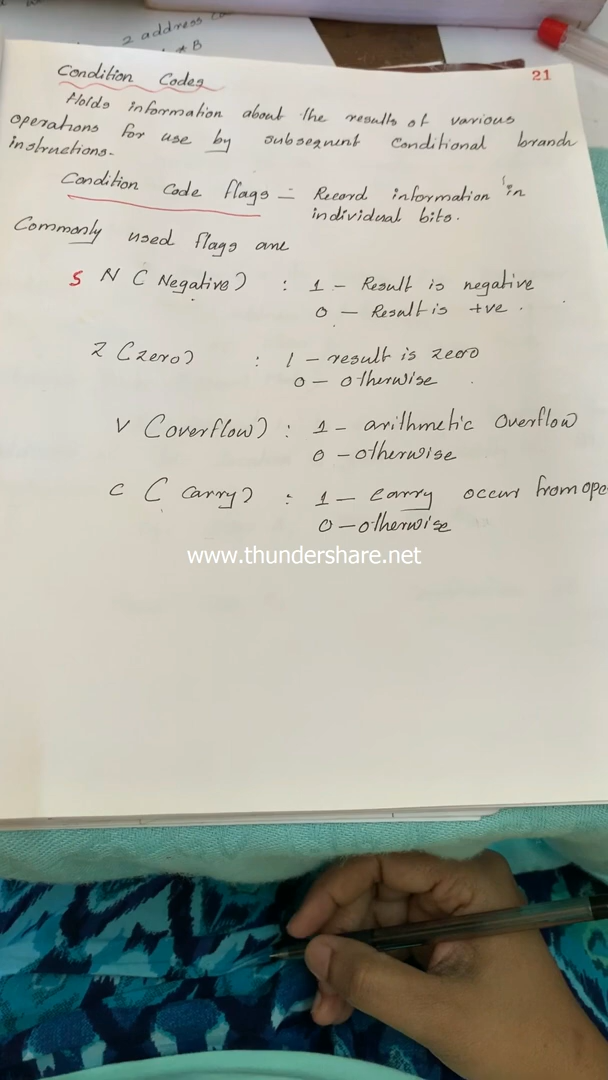 2 address
* B
21
Condition Codes
Holds information about the results of various
operations for use by subsequent conditional branch
instructions.
Condition Code flags = Record information in
individual bits.
Commonly used flags are
S N ( Negative) : 1 - Result is negative
0 - Result is +ve.
Z (zero) : 1 - result is zero
0 - otherwise
V (overflow) : 1 - arithmetic overflow
0 - otherwise
C ( carry) : 1 - Carry occur from ope
0 - otherwise
www.thundershare.net